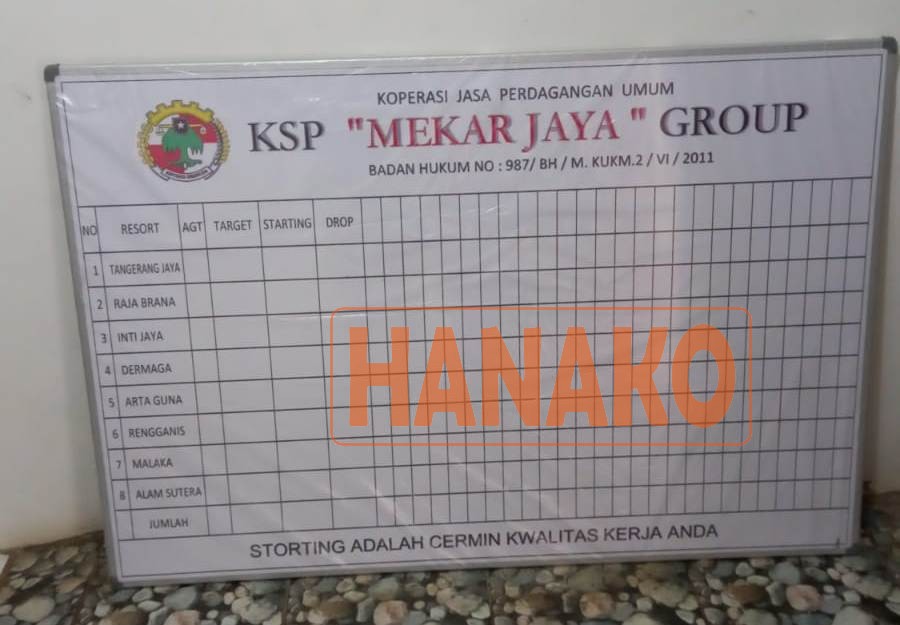 KOPERASI JASA PERDAGANGAN UMUM
KSP "MEKAR JAYA " GROUP
BADAN HUKUM NO : 987/ BH / M. KUKM.2 / VI / 2011
NO RESORT AGT TARGET STARTING DROP
1 TANGERANG JAYA
2 RAJA BRANA
3 INTI JAYA
4 DERMAGA
5 ARTA GUNA
6 RENGGANIS
7 MALAKA
8 ALAM SUTERA
JUMLAH
STORTING ADALAH CERMIN KWALITAS KERJA ANDA
HANAKO